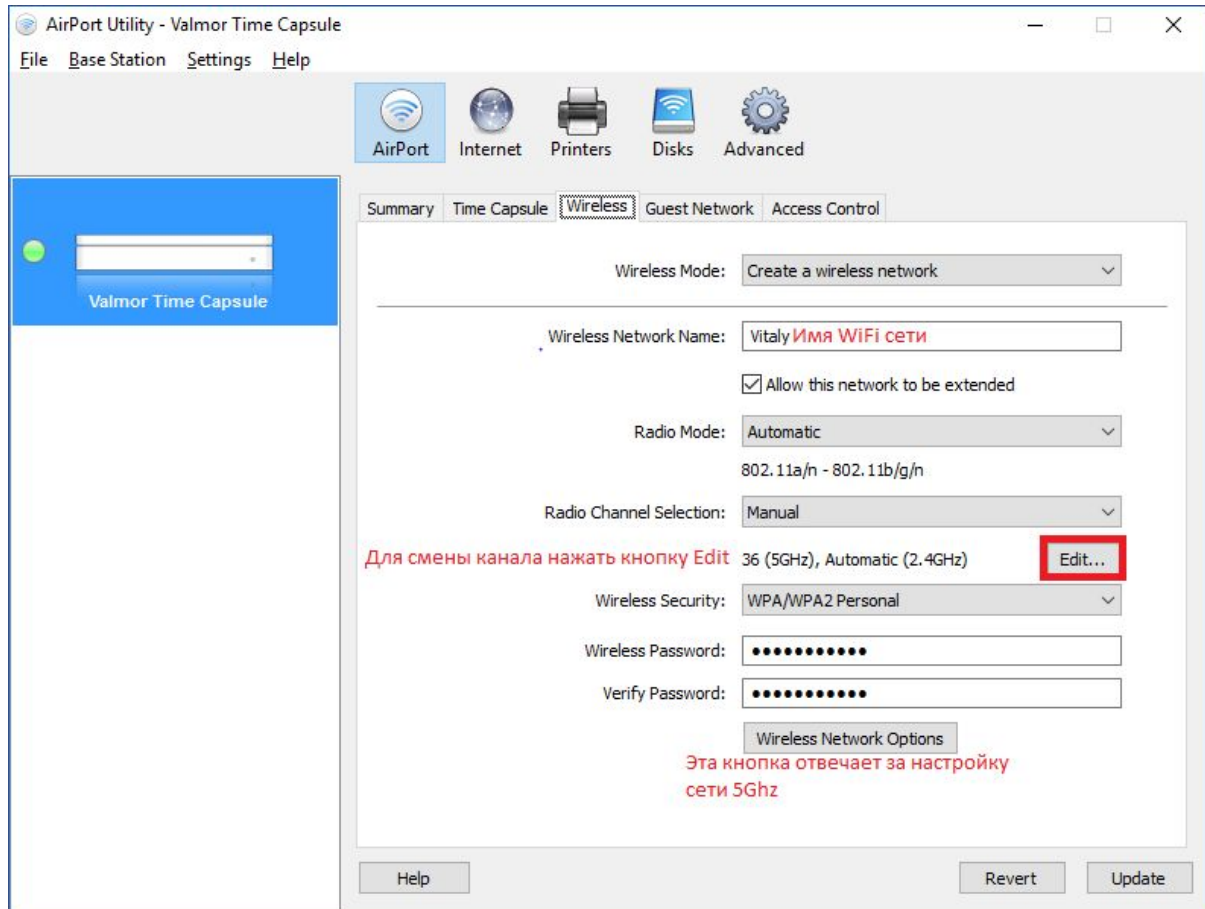 AirPort Utility - Valmor Time Capsule
File Base Station Settings Help
AirPort Internet Printers Disks Advanced
Summary Time Capsule Wireless Guest Network Access Control
Valmor Time Capsule
Wireless Mode: Create a wireless network
Wireless Network Name: Vitaly Имя WiFi сети
Allow this network to be extended
Radio Mode: Automatic
802.11a/n - 802.11b/g/n
Radio Channel Selection: Manual
Для смены канала нажать кнопку Edit 36 (5GHz), Automatic (2.4GHz) Edit...
Wireless Security: WPA/WPA2 Personal
Wireless Password: ●●●●●●●●●●●
Verify Password: ●●●●●●●●●●●
Wireless Network Options
Эта кнопка отвечает за настройку
сети 5Ghz
Help Revert Update